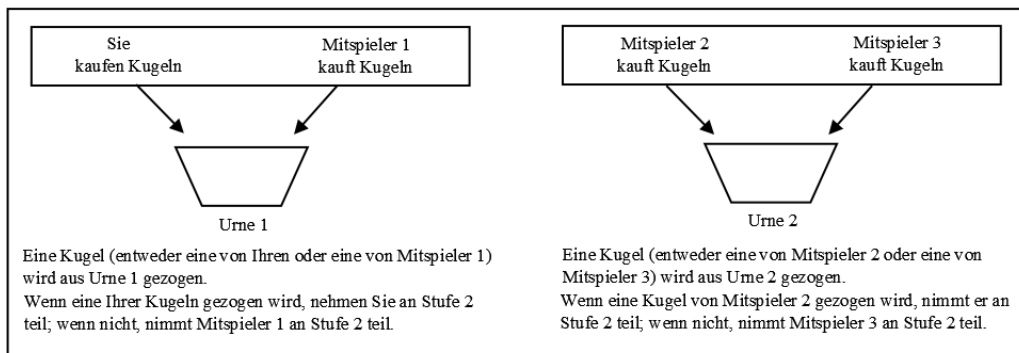 Sie
kaufen Kugeln
Mitspieler 1
kauft Kugeln
Urne 1
Eine Kugel (entweder eine von Ihren oder eine von Mitspieler 1)
wird aus Urne 1 gezogen.
Wenn eine Ihrer Kugeln gezogen wird, nehmen Sie an Stufe 2
teil; wenn nicht, nimmt Mitspieler 1 an Stufe 2 teil.
Mitspieler 2
kauft Kugeln
Mitspieler 3
kauft Kugeln
Urne 2
Eine Kugel (entweder eine von Mitspieler 2 oder eine von
Mitspieler 3) wird aus Urne 2 gezogen.
Wenn eine Kugel von Mitspieler 2 gezogen wird, nimmt er an
Stufe 2 teil; wenn nicht, nimmt Mitspieler 3 an Stufe 2 teil.